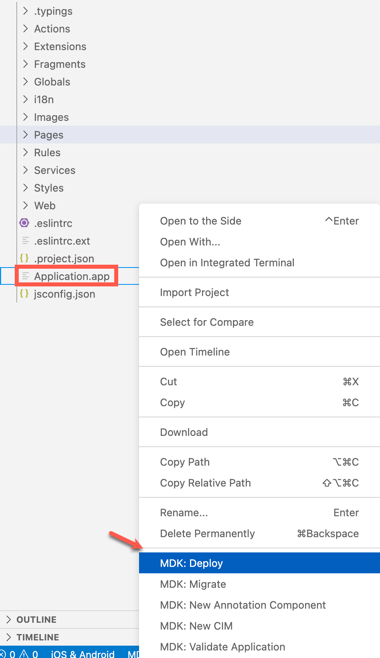 .typings
Actions
Extensions
Fragments
Globals
i18n
Images
Pages
Rules
Services
Styles
Web
.eslintrc
.eslintrc.ext
{ } .project.json
Application.app
{ } jsconfig.json
Open to the Side ^Enter
Open With...
Open in Integrated Terminal
Import Project
Select for Compare
Open Timeline
Cut ⌘X
Copy ⌘C
Download
Copy Path ⌥⌘C
Copy Relative Path ⇧⌥⌘C
Rename... Enter
Delete Permanently ⌘Backspace
MDK: Deploy
MDK: Migrate
MDK: New Annotation Component
MDK: New CIM
MDK: Validate Application
OUTLINE
TIMELINE
0 0 iOS & Android